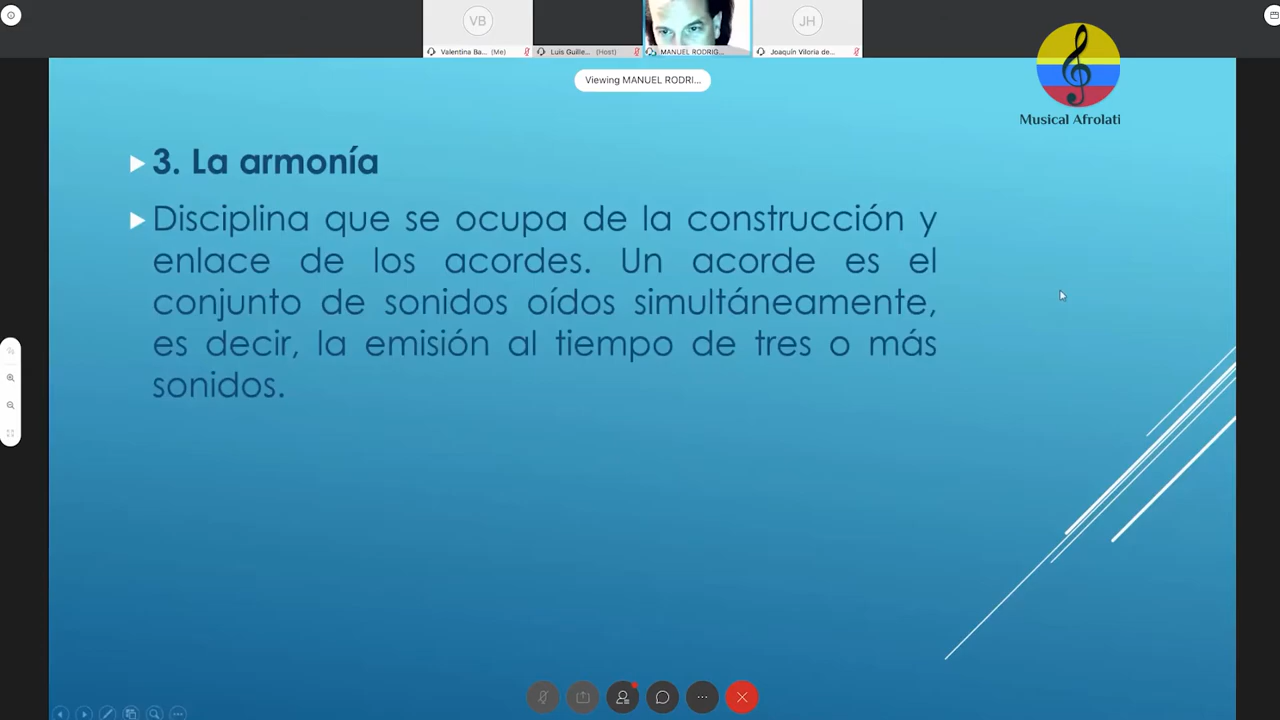 VB
JH
Valentina Ba... (Me)
Luis Guille... (Host)
MANUEL RODRIG...
Joaquín Viloria de...
Viewing MANUEL RODRI...
Musical Afrolati
3. La armonía
Disciplina que se ocupa de la construcción y
enlace de los acordes. Un acorde es el
conjunto de sonidos oídos simultáneamente,
es decir, la emisión al tiempo de tres o más
sonidos.